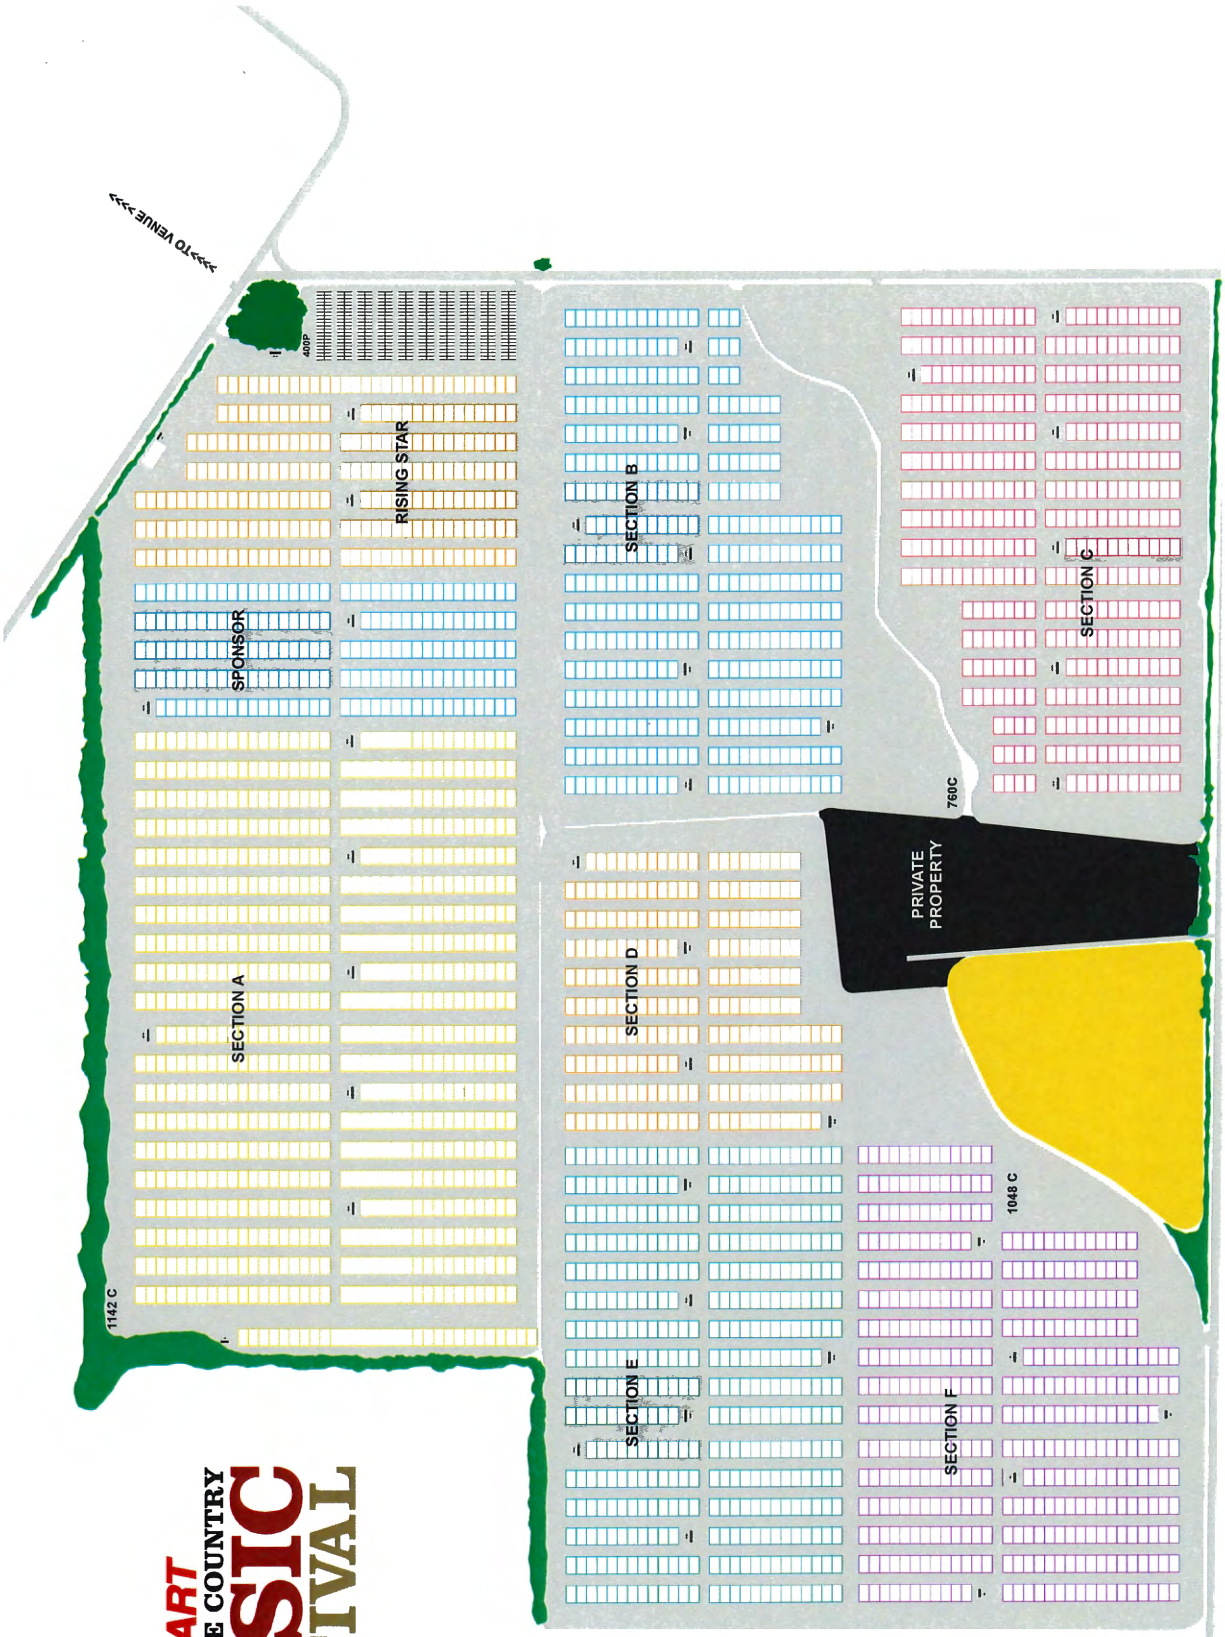 <<<<TO VENUE<<<<
400P
RISING STAR
SPONSOR
SECTION A
1142 C
SECTION B
SECTION C
760C
PRIVATE
PROPERTY
SECTION D
SECTION E
1048 C
SECTION F
ART
E COUNTRY
SIC
IVAL